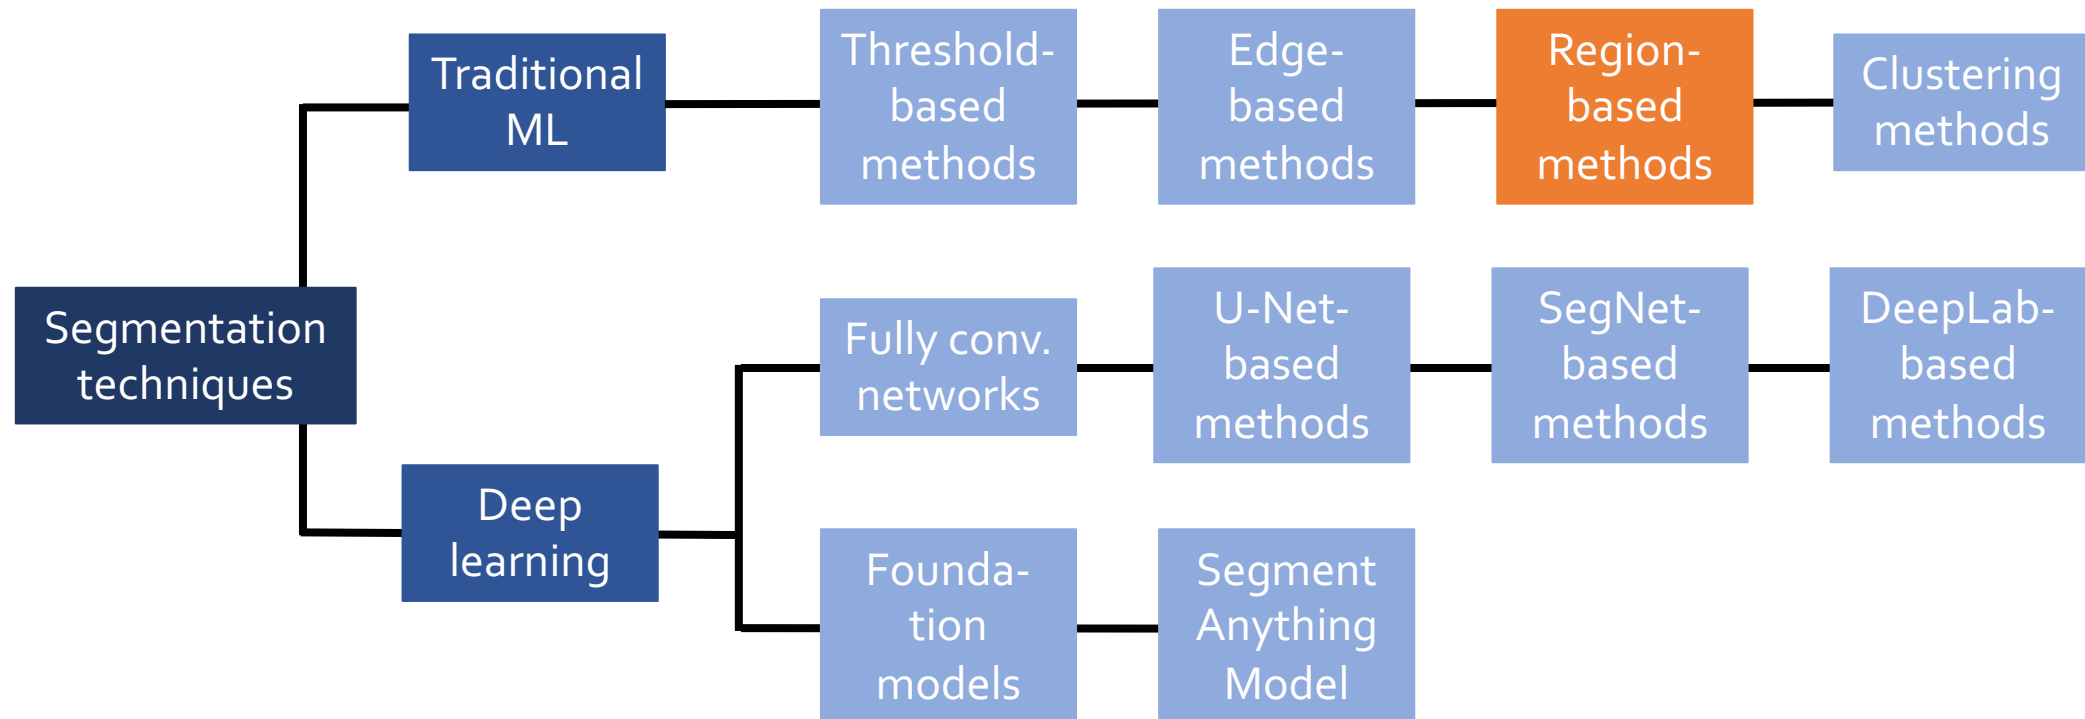 Traditional
ML
Threshold-
based
methods
Edge-
based
methods
Region-
based
methods
Clustering
methods
Segmentation
techniques
Fully conv.
networks
U-Net-
based
methods
SegNet-
based
methods
DeepLab-
based
methods
Deep
learning
Founda-
tion
models
Segment
Anything
Model